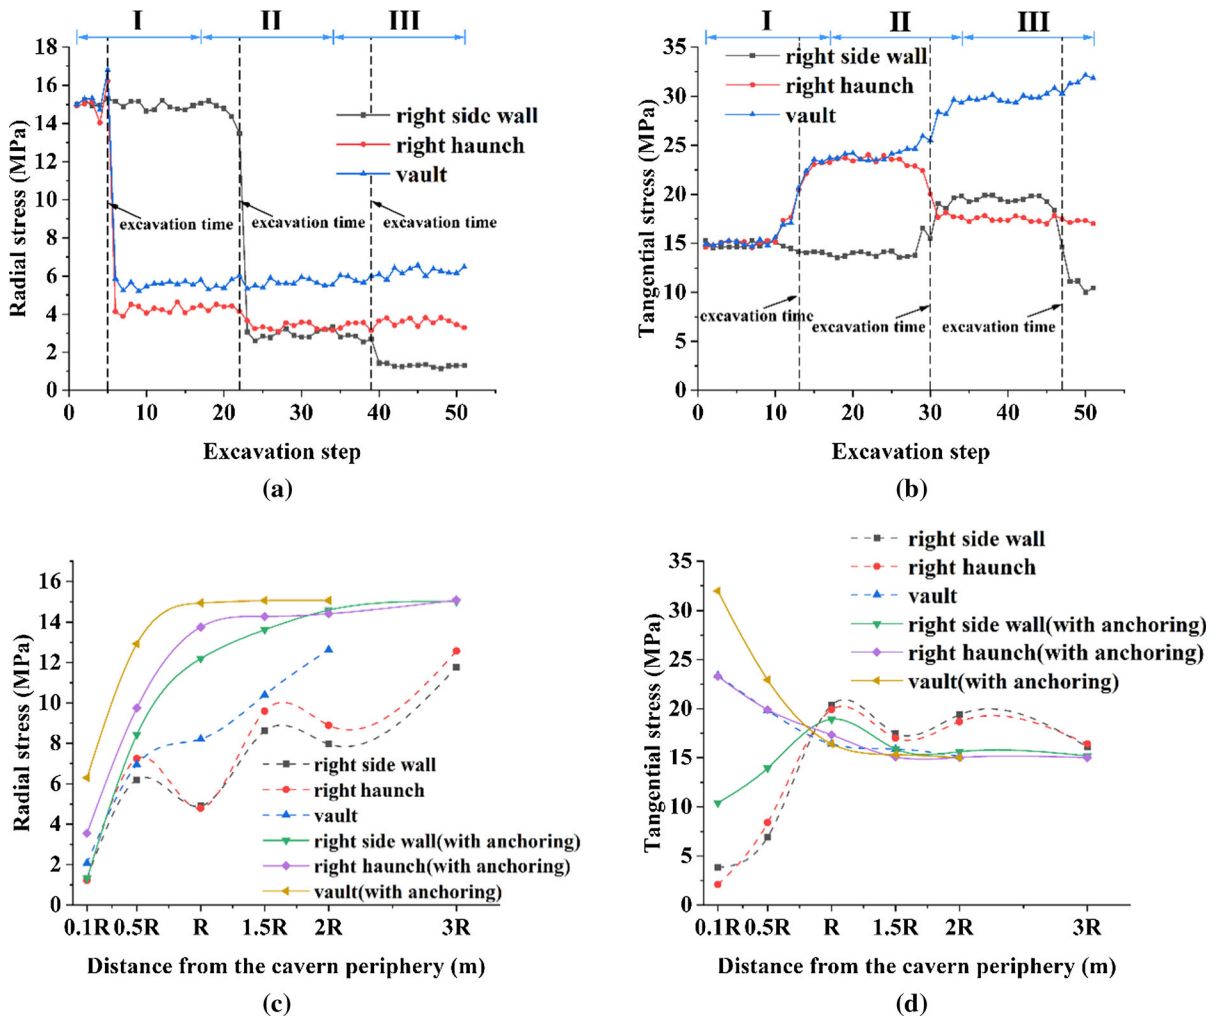 I II III
18
16
14
12
10
8
6
4
2
0
Radial stress (MPa)
right side wall
right haunch
vault
excavation time
excavation time
excavation time
0 10 20 30 40 50
Excavation step
(a)
I II III
35
30
25
20
15
10
5
0
Tangential stress (MPa)
right side wall
right haunch
vault
excavation time
excavation time
excavation time
0 10 20 30 40 50
Excavation step
(b)
16
14
12
10
8
6
4
2
0
Radial stress (MPa)
right side wall
right haunch
vault
right side wall(with anchoring)
right haunch(with anchoring)
vault(with anchoring)
0.1R 0.5R R 1.5R 2R 3R
Distance from the cavern periphery (m)
(c)
35
30
25
20
15
10
5
0
Tangential stress (MPa)
right side wall
right haunch
vault
right side wall(with anchoring)
right haunch(with anchoring)
vault(with anchoring)
0.1R 0.5R R 1.5R 2R 3R
Distance from the cavern periphery (m)
(d)